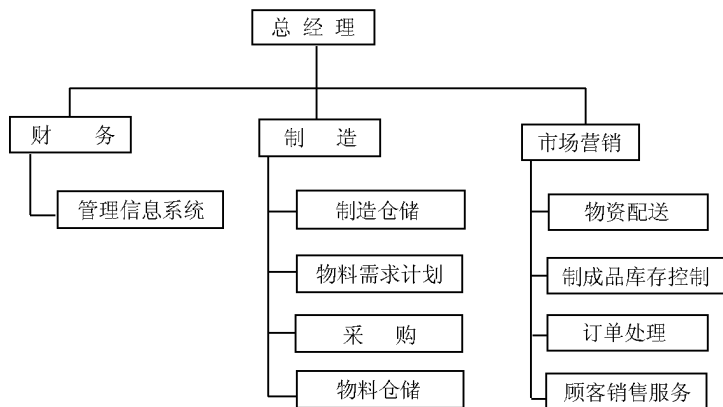 总 经 理
财 务
制 造
市场营销
管理信息系统
制造仓储
物料需求计划
采 购
物料仓储
物资配送
制成品库存控制
订单处理
顾客销售服务